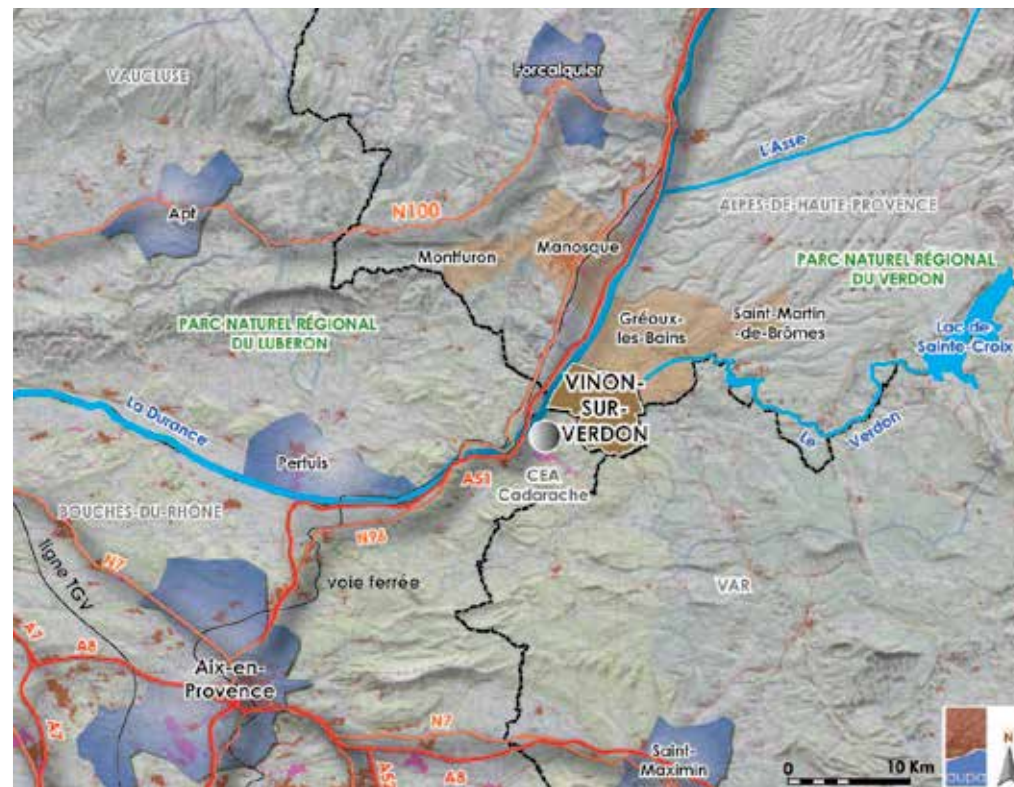 VAUCLUSE
Forcalquier
L'Asse
ALPES-DE-HAUTE-PROVENCE
Apt
N100
Montfuron
Manosque
PARC NATUREL RÉGIONAL
DU VERDON
PARC NATUREL RÉGIONAL
DU LUBERON
Gréoux-
les-Bains
Saint-Martin
-de-Brômes
Lac de
Sainte-Croix
VINON-
SUR-
VERDON
La Durance
Le Verdon
Pertuis
A51
CEA
Cadarache
BOUCHES-DU-RHÔNE
N96
N7
ligne TGV
voie ferrée
VAR
A7
A8
Aix-en-
Provence
A7
N7
A8
A52
Saint-
Maximin
0 10 Km
aupa
N